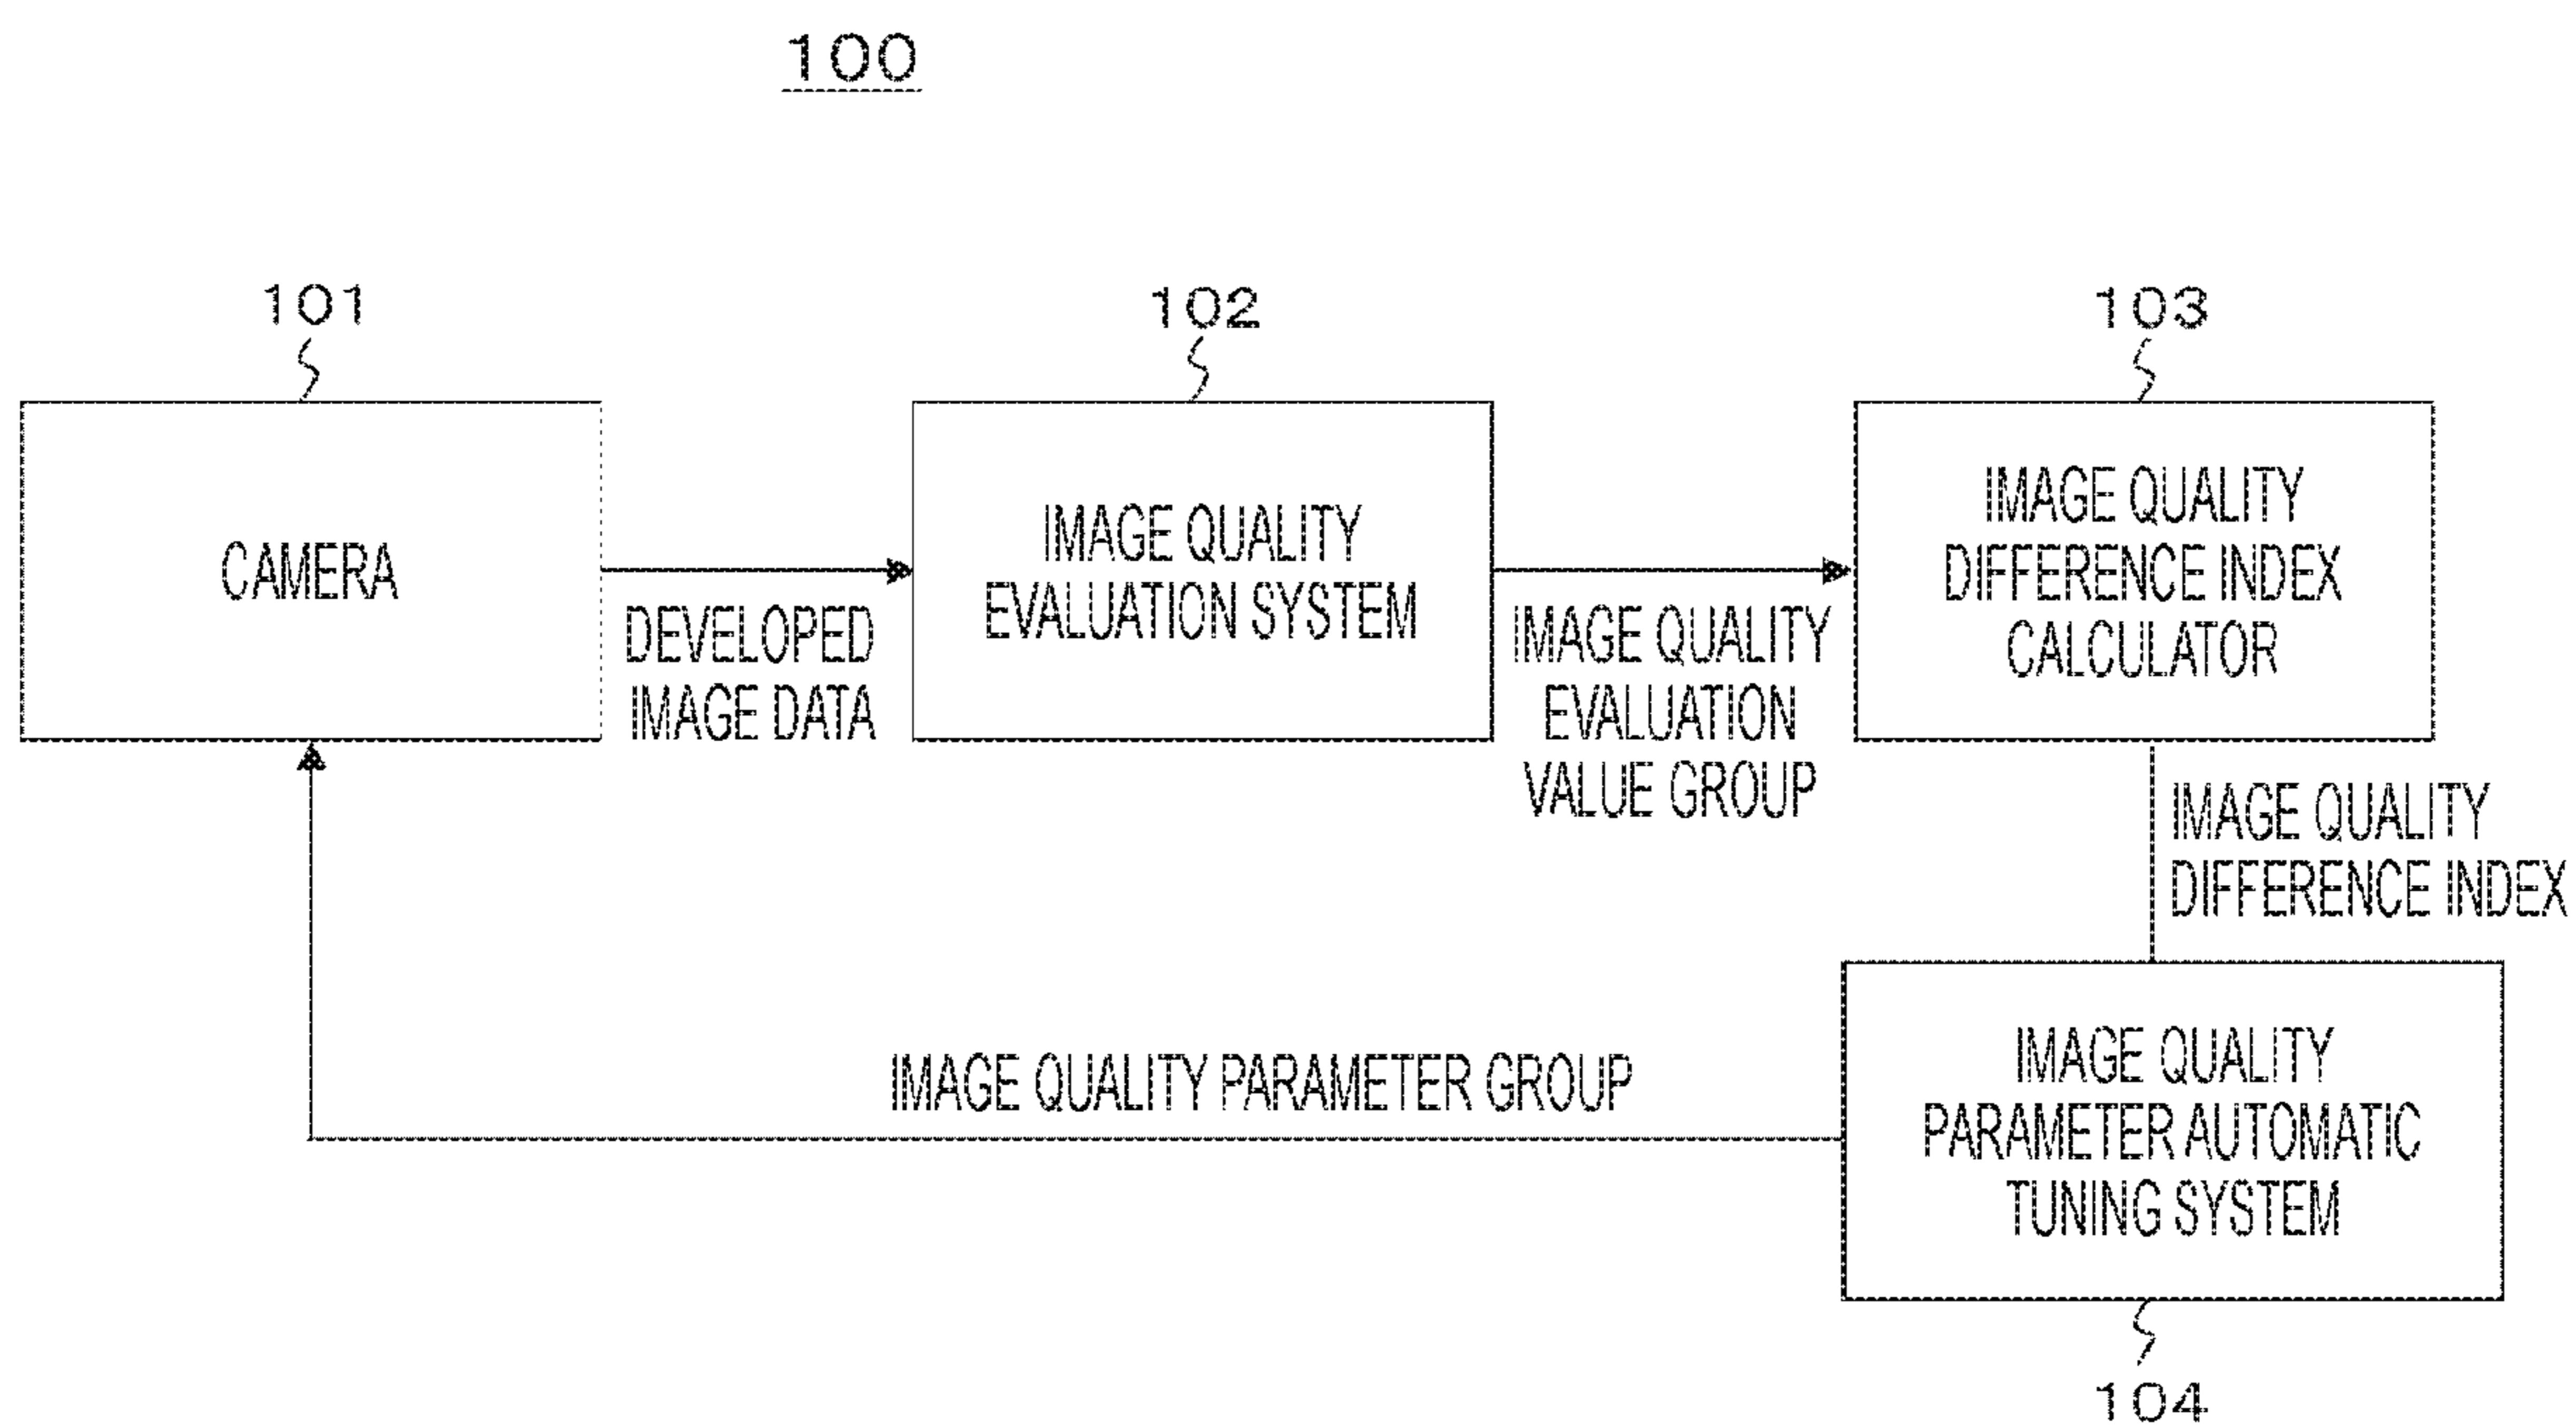 100
101
102
103
CAMERA
DEVELOPED
IMAGE DATA
IMAGE QUALITY
EVALUATION SYSTEM
IMAGE QUALITY
EVALUATION
VALUE GROUP
IMAGE QUALITY
DIFFERENCE INDEX
CALCULATOR
IMAGE QUALITY
DIFFERENCE INDEX
IMAGE QUALITY PARAMETER GROUP
IMAGE QUALITY
PARAMETER AUTOMATIC
TUNING SYSTEM
104